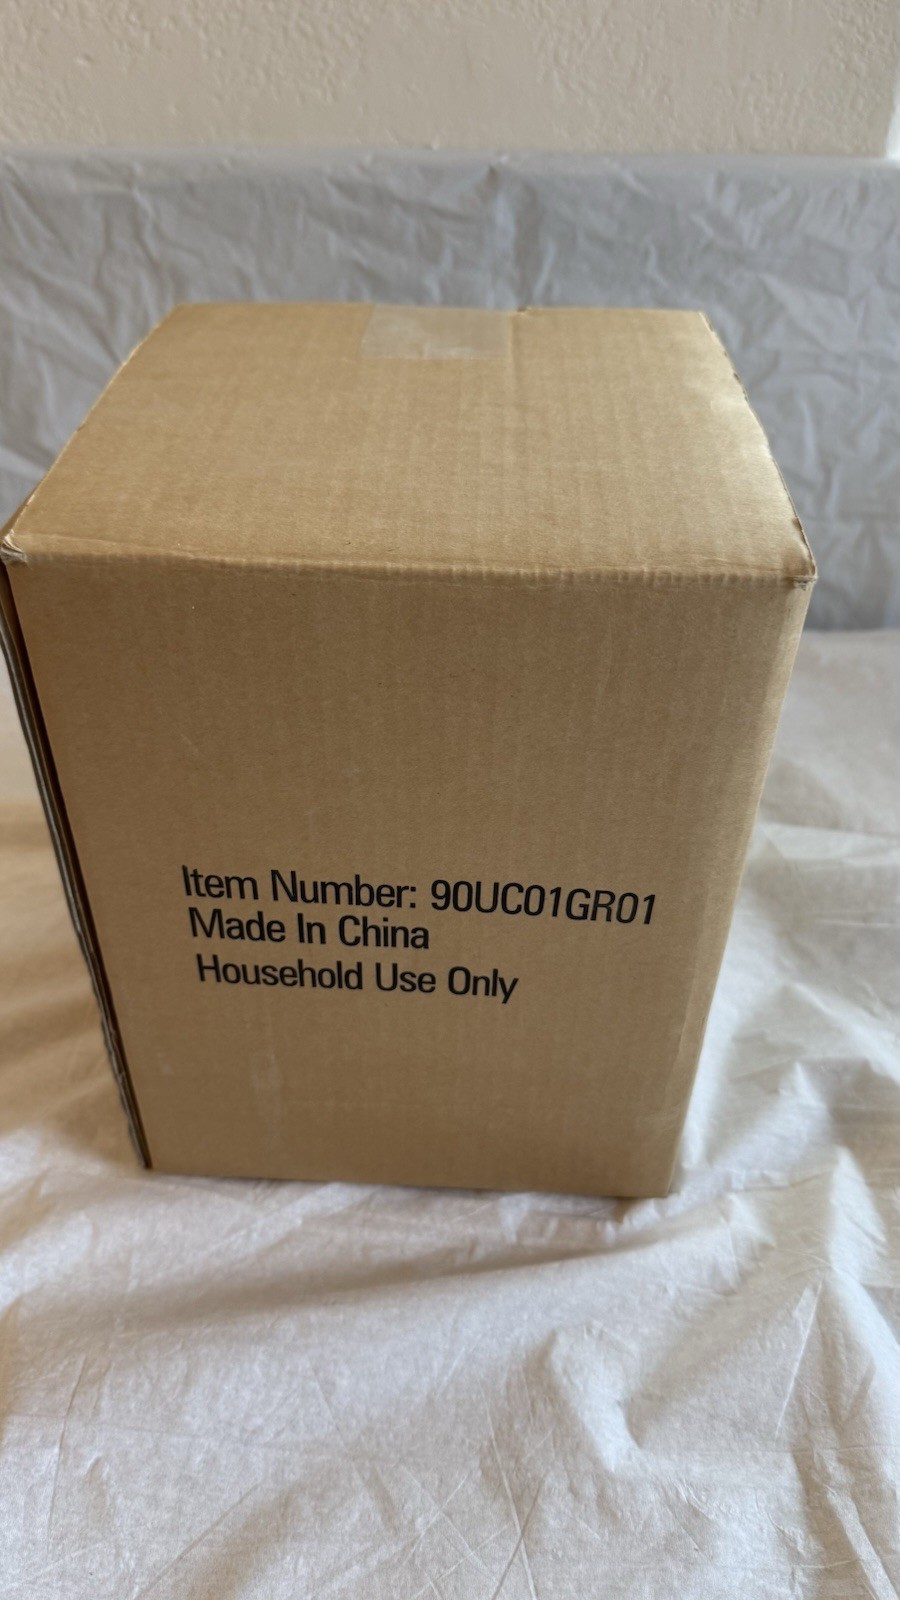 Item Number: 90UC01GR01
Made In China
Household Use Only